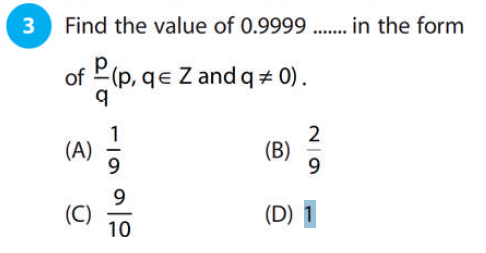 3 Find the value of 0.9999 ....... in the form
of p/q (p, q ∈ Z and q ≠ 0).
(A) 1/9 (B) 2/9
(C) 9/10 (D) 1